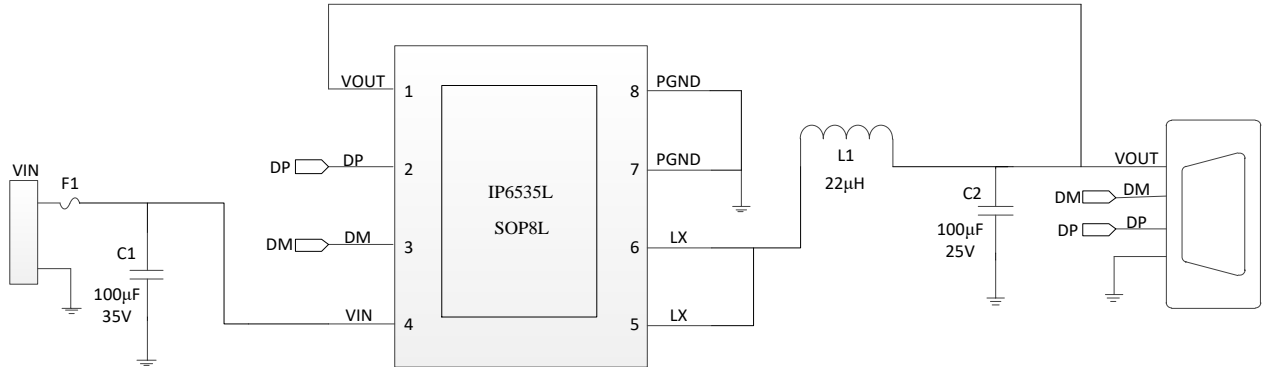 VOUT
1
8
PGND
DP
DP
2
7
PGND
VIN
F1
IP6535L
SOP8L
L1
22μH
VOUT
DM
DM
DP
DP
C2
100μF
25V
DM
DM
3
6
LX
C1
100μF
35V
VIN
4
5
LX